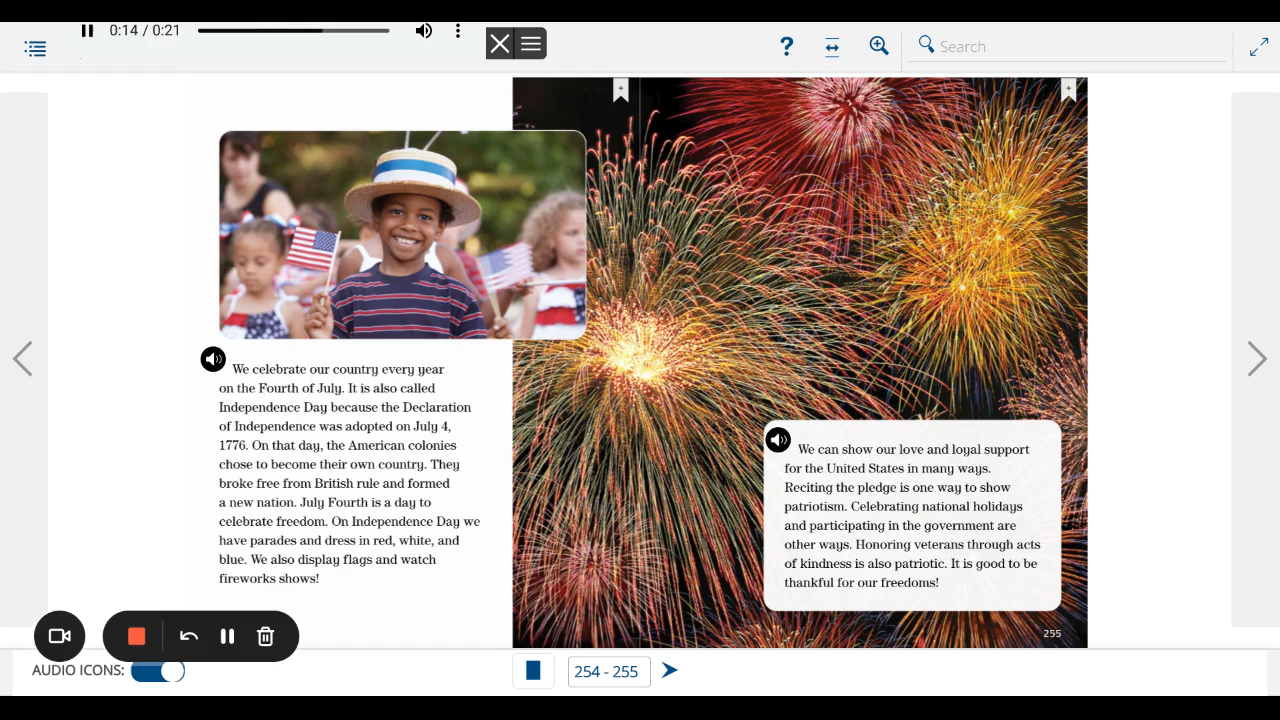 0:14 / 0:21
Search
We celebrate our country every year
on the Fourth of July. It is also called
Independence Day because the Declaration
of Independence was adopted on July 4,
1776. On that day, the American colonies
chose to become their own country. They
broke free from British rule and formed
a new nation. July Fourth is a day to
celebrate freedom. On Independence Day we
have parades and dress in red, white, and
blue. We also display flags and watch
fireworks shows!
We can show our love and loyal support
for the United States in many ways.
Reciting the pledge is one way to show
patriotism. Celebrating national holidays
and participating in the government are
other ways. Honoring veterans through acts
of kindness is also patriotic. It is good to be
thankful for our freedoms!
255
AUDIO ICONS:
254 - 255